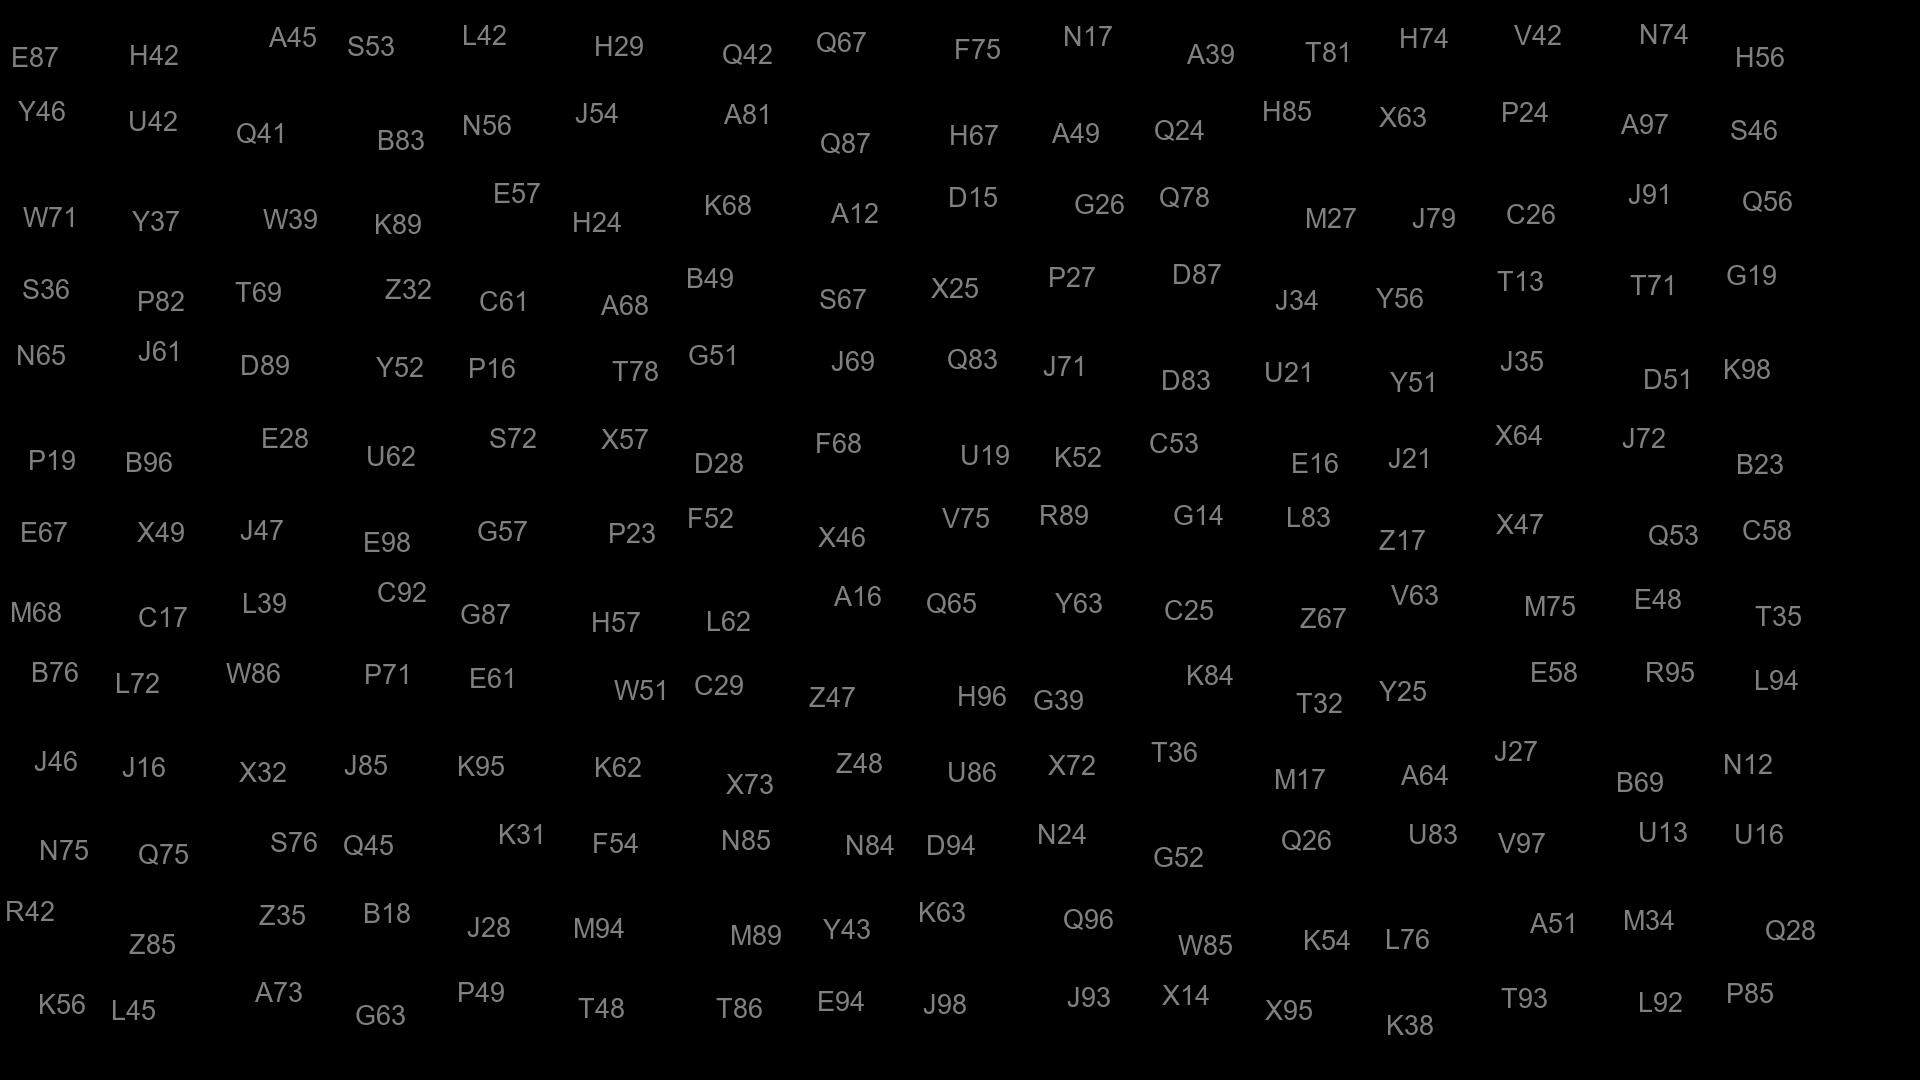 E87 H42 A45 S53 L42 H29 Q42 Q67 F75 N17 A39 T81 H74 V42 N74 H56
Y46 U42 Q41 B83 N56 J54 A81 Q87 H67 A49 Q24 H85 X63 P24 A97 S46
W71 Y37 W39 K89 E57 H24 K68 A12 D15 G26 Q78 M27 J79 C26 J91 Q56
S36 P82 T69 Z32 C61 A68 B49 S67 X25 P27 D87 J34 Y56 T13 T71 G19
N65 J61 D89 Y52 P16 T78 G51 J69 Q83 J71 D83 U21 Y51 J35 D51 K98
P19 B96 E28 U62 S72 X57 D28 F68 U19 K52 C53 E16 J21 X64 J72 B23
E67 X49 J47 E98 G57 P23 F52 X46 V75 R89 G14 L83 Z17 X47 Q53 C58
M68 C17 L39 C92 G87 H57 L62 A16 Q65 Y63 C25 Z67 V63 M75 E48 T35
B76 L72 W86 P71 E61 W51 C29 Z47 H96 G39 K84 T32 Y25 E58 R95 L94
J46 J16 X32 J85 K95 K62 X73 Z48 U86 X72 T36 M17 A64 J27 B69 N12
N75 Q75 S76 Q45 K31 F54 N85 N84 D94 N24 G52 Q26 U83 V97 U13 U16
R42 Z85 Z35 B18 J28 M94 M89 Y43 K63 Q96 W85 K54 L76 A51 M34 Q28
K56 L45 A73 G63 P49 T48 T86 E94 J98 J93 X14 X95 K38 T93 L92 P85